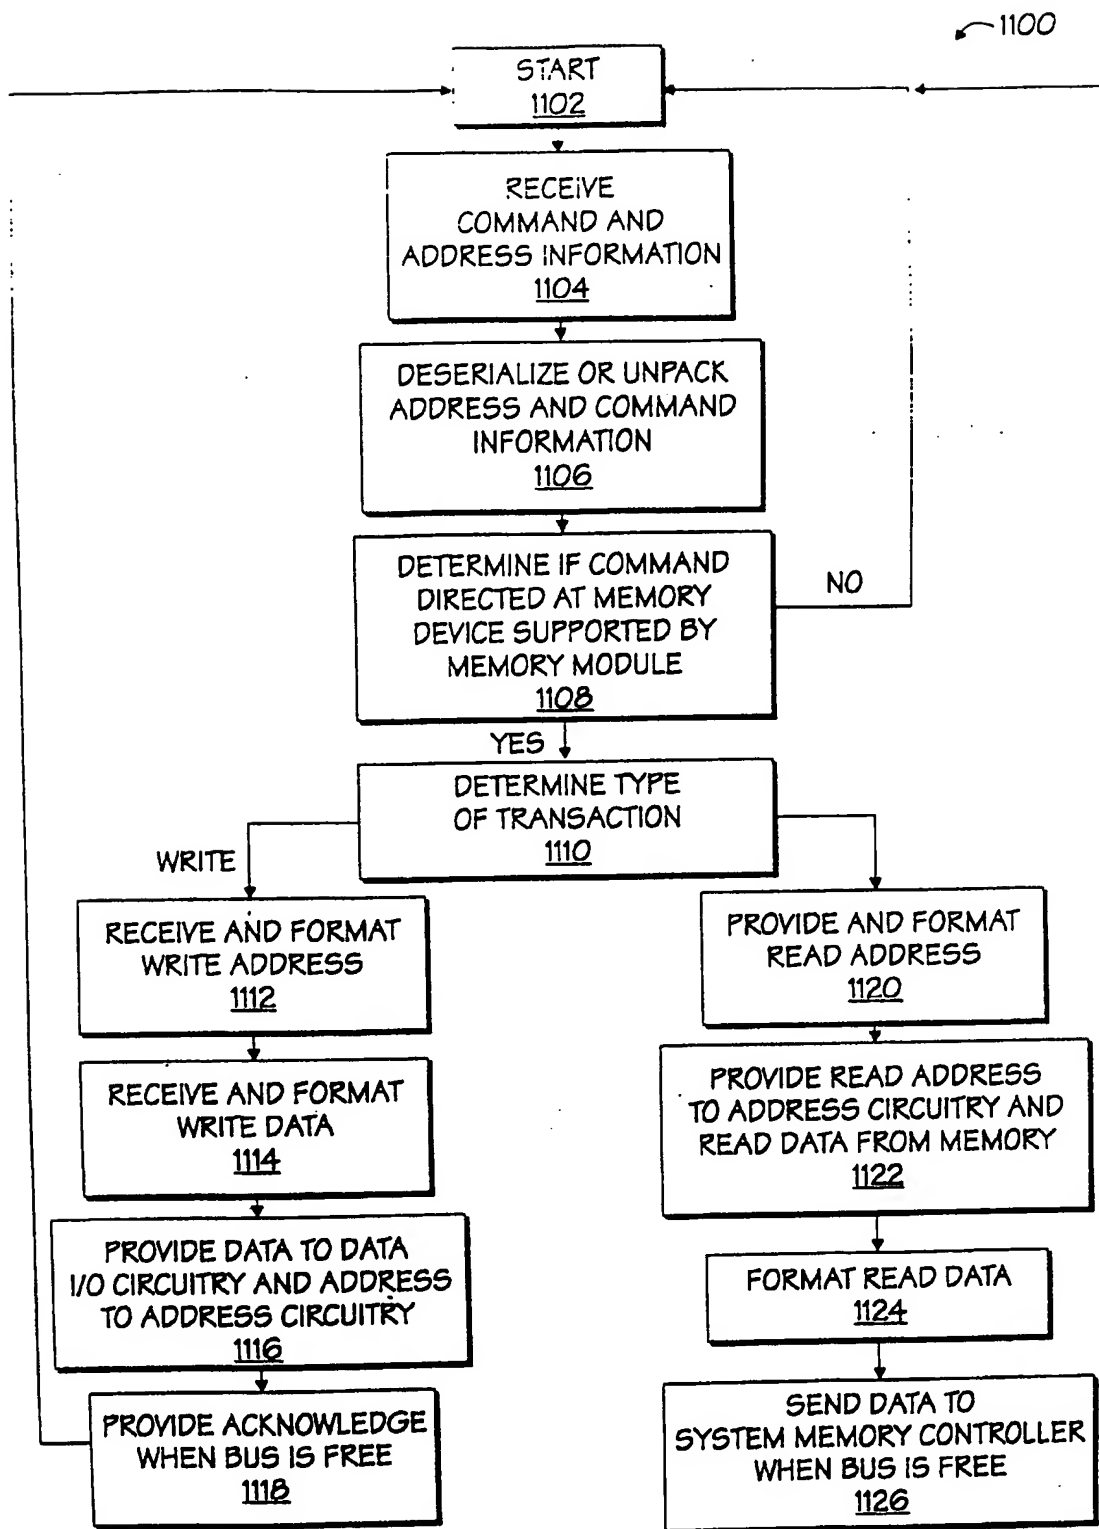 1100
START
1102
RECEIVE
COMMAND AND
ADDRESS INFORMATION
1104
DESERIALIZE OR UNPACK
ADDRESS AND COMMAND
INFORMATION
1106
DETERMINE IF COMMAND
DIRECTED AT MEMORY
DEVICE SUPPORTED BY
MEMORY MODULE
1108
NO
YES
DETERMINE TYPE
OF TRANSACTION
1110
WRITE
RECEIVE AND FORMAT
WRITE ADDRESS
1112
RECEIVE AND FORMAT
WRITE DATA
1114
PROVIDE DATA TO DATA
I/O CIRCUITRY AND ADDRESS
TO ADDRESS CIRCUITRY
1116
PROVIDE ACKNOWLEDGE
WHEN BUS IS FREE
1118
PROVIDE AND FORMAT
READ ADDRESS
1120
PROVIDE READ ADDRESS
TO ADDRESS CIRCUITRY AND
READ DATA FROM MEMORY
1122
FORMAT READ DATA
1124
SEND DATA TO
SYSTEM MEMORY CONTROLLER
WHEN BUS IS FREE
1126